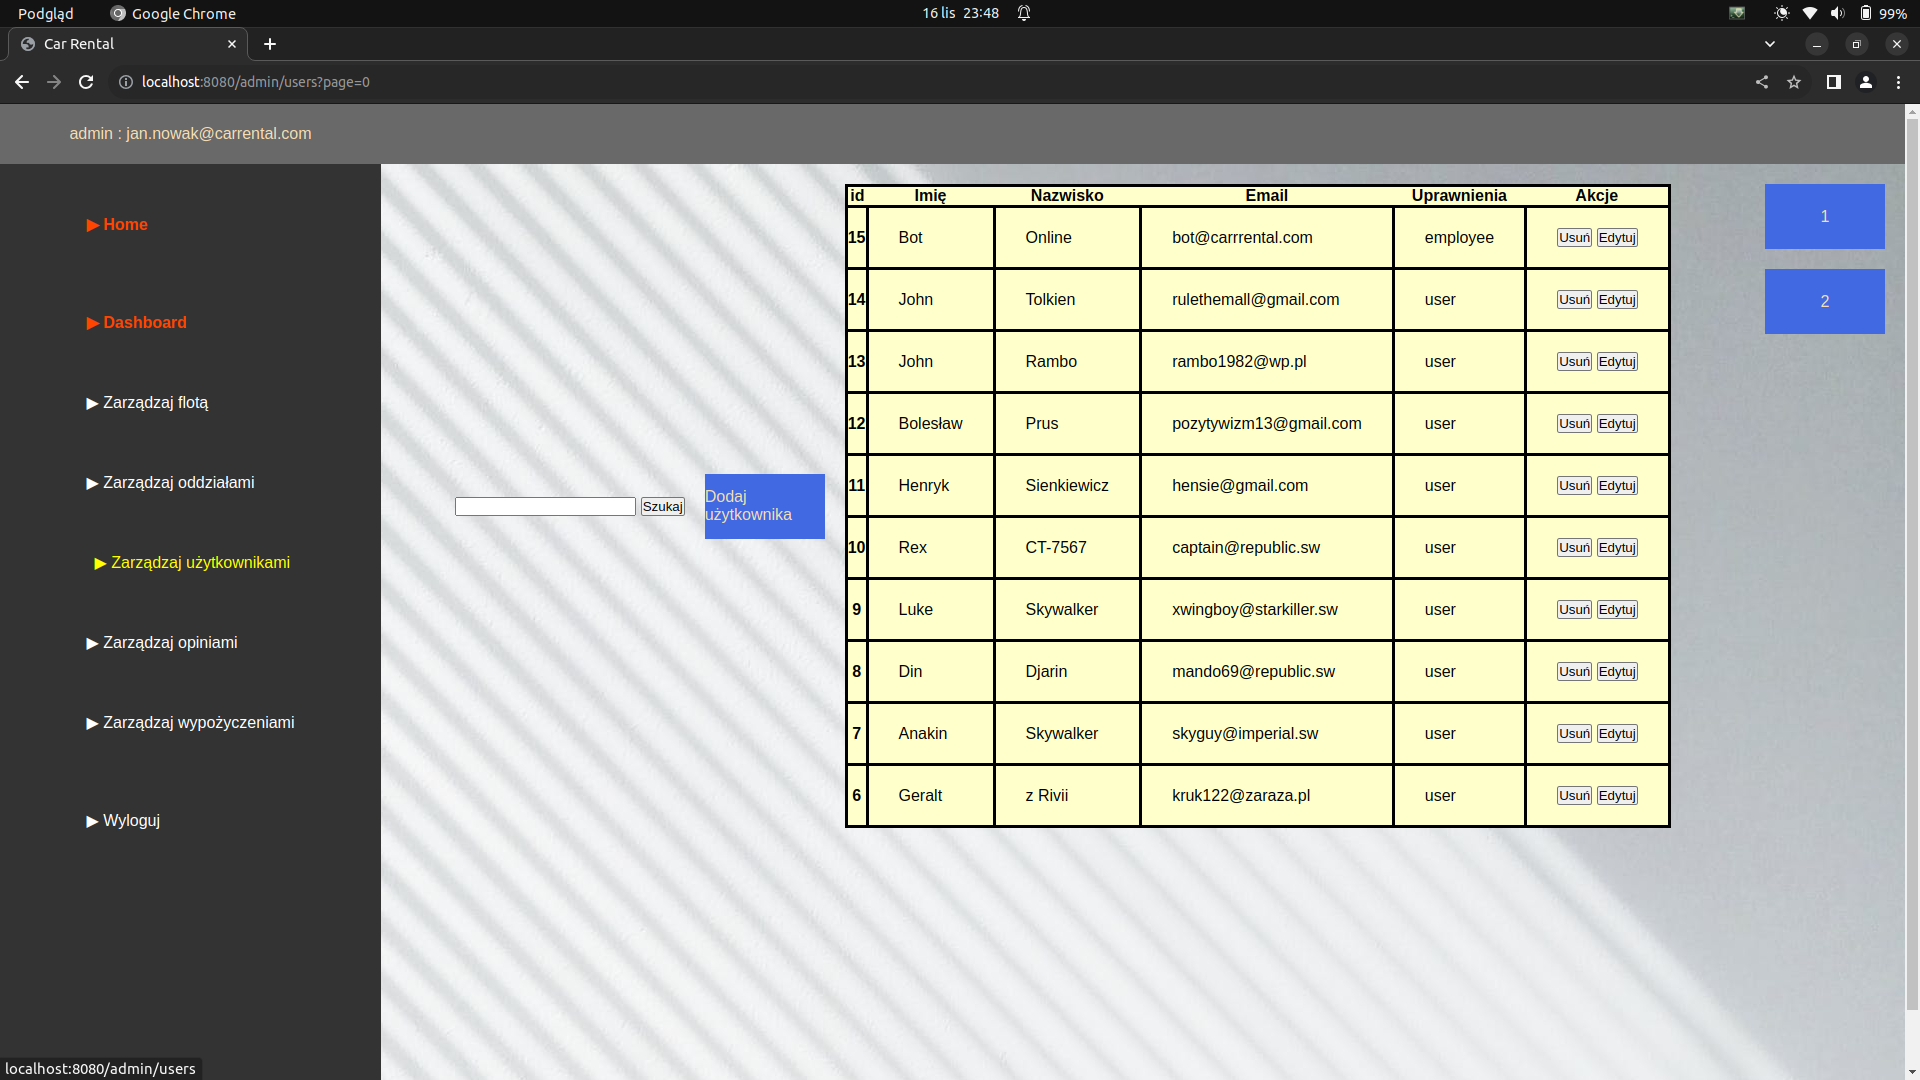 Podgląd Google Chrome 16 lis 23:48 99%
Car Rental
localhost:8080/admin/users?page=0
admin : jan.nowak@carrental.com
▶ Home
▶ Dashboard
▶ Zarządzaj flotą
▶ Zarządzaj oddziałami
▶ Zarządzaj użytkownikami
▶ Zarządzaj opiniami
▶ Zarządzaj wypożyczeniami
▶ Wyloguj
Szukaj
Dodaj
użytkownika
id Imię Nazwisko Email Uprawnienia Akcje
15 Bot Online bot@carrrental.com employee Usuń Edytuj
14 John Tolkien rulethemall@gmail.com user Usuń Edytuj
13 John Rambo rambo1982@wp.pl user Usuń Edytuj
12 Bolesław Prus pozytywizm13@gmail.com user Usuń Edytuj
11 Henryk Sienkiewicz hensie@gmail.com user Usuń Edytuj
10 Rex CT-7567 captain@republic.sw user Usuń Edytuj
9 Luke Skywalker xwingboy@starkiller.sw user Usuń Edytuj
8 Din Djarin mando69@republic.sw user Usuń Edytuj
7 Anakin Skywalker skyguy@imperial.sw user Usuń Edytuj
6 Geralt z Rivii kruk122@zaraza.pl user Usuń Edytuj
1
2
localhost:8080/admin/users